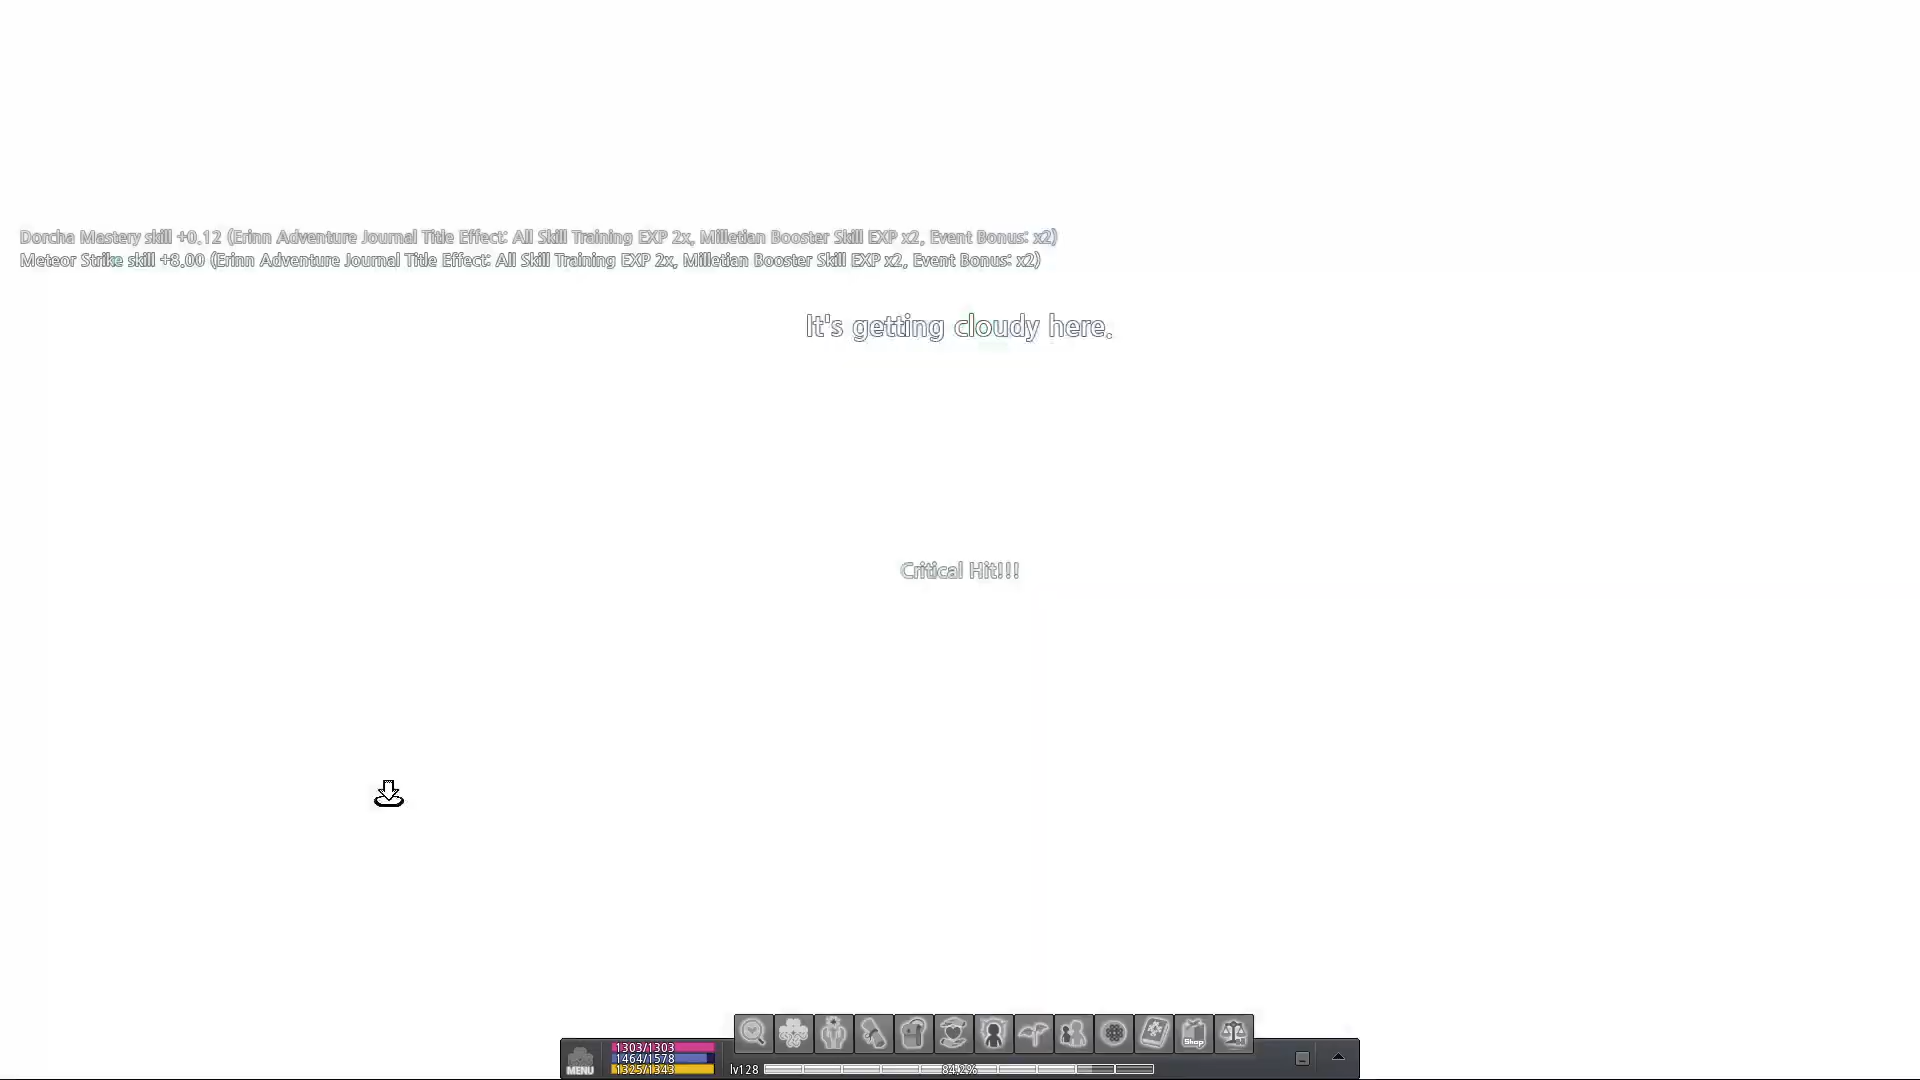 Dorcha Mastery skill +0.12 (Erinn Adventure Journal Title Effect: All Skill Training EXP 2x, Milletian Booster Skill EXP x2, Event Bonus: x2)
Meteor Strike skill +8.00 (Erinn Adventure Journal Title Effect: All Skill Training EXP 2x, Milletian Booster Skill EXP x2, Event Bonus: x2)
It's getting cloudy here.
Critical Hit!!!
Shop
MENU
1303/1303
1464/1578
1325/1343
lv128
84.2%